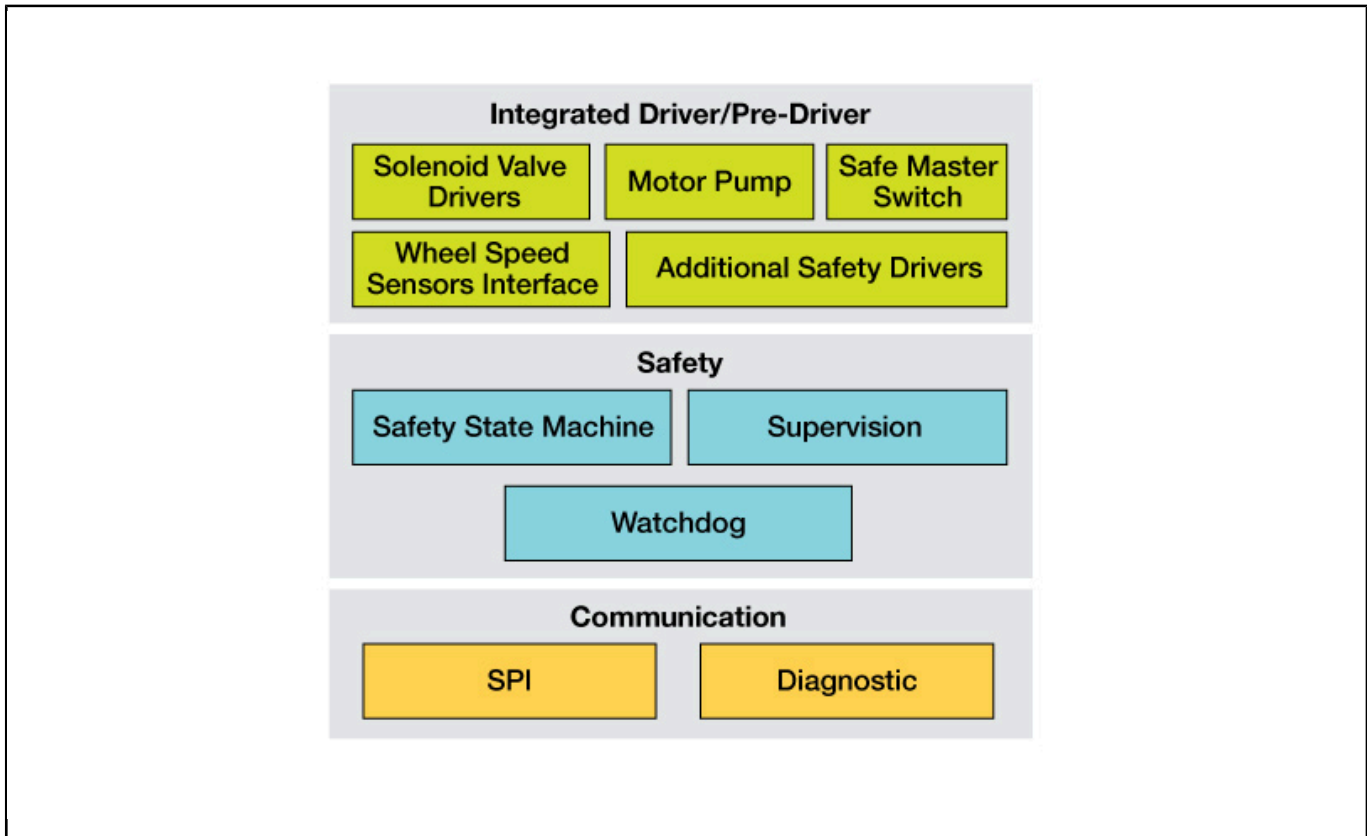 Integrated Driver/Pre-Driver
Solenoid Valve
Drivers
Motor Pump
Safe Master
Switch
Wheel Speed
Sensors Interface
Additional Safety Drivers
Safety
Safety State Machine
Supervision
Watchdog
Communication
SPI
Diagnostic